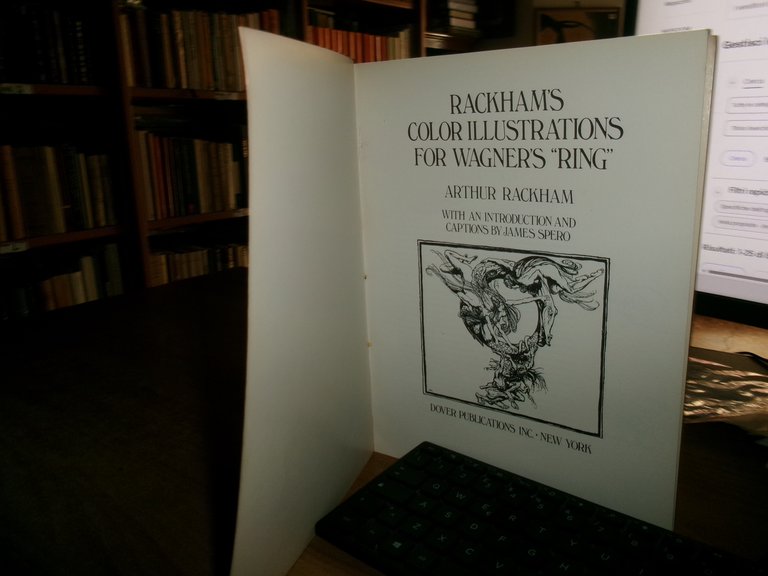 RACKHAM'S
COLOR ILLUSTRATIONS
FOR WAGNER'S "RING"
ARTHUR RACKHAM
WITH AN INTRODUCTION AND
CAPTIONS BY JAMES SPERO
DOVER PUBLICATIONS INC. • NEW YORK
Q W E R T Y U I
A S D F G H
Z X C